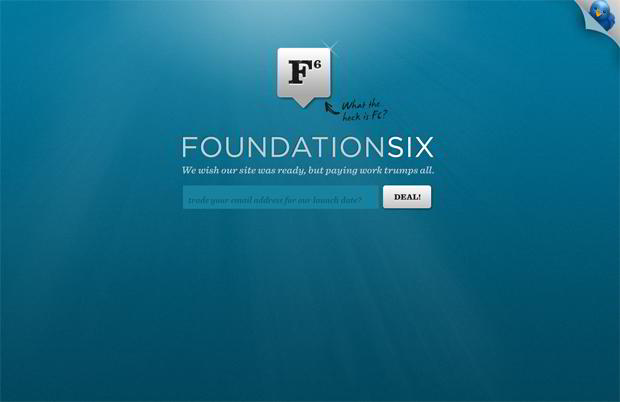 F6
What the
heck is F6?
FOUNDATIONSIX
We wish our site was ready, but paying work trumps all.
trade your email address for our launch date?
DEAL!